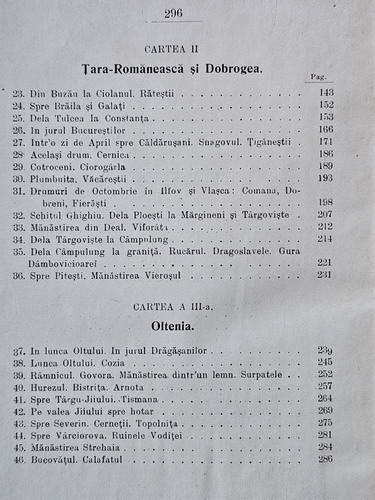 296
CARTEA II
Țara-Românească și Dobrogea.
Pag.
23. Din Buzău la Ciolanul. Rătești . . . . . . . . . . . . . 143
24. Spre Brăila și Galați . . . . . . . . . . . . . . . . . 152
25. Dela Tulcea la Constanța . . . . . . . . . . . . . . . . 153
26. In jurul Bucureștilor . . . . . . . . . . . . . . . . . 166
27. Intr'o zi de April spre Căldărușani. Snagovul. Țigănești . . 171
28. Același drum. Cernica . . . . . . . . . . . . . . . . . 186
29. Cotroceni. Ciorogârla . . . . . . . . . . . . . . . . . 189
30. Plumbuita, Văcărești . . . . . . . . . . . . . . . . . . 193
31. Drumuri de Octombrie în Ilfov și Vlașca: Comana, Do-
breni, Fierăști . . . . . . . . . . . . . . . . . . 198
32. Schitul Ghighiu. Dela Ploești la Mărgineni și Târgoviște . 207
33. Mănăstirea din Deal. Viforâta . . . . . . . . . . . . . 212
34. Dela Târgoviște la Câmpulung . . . . . . . . . . . . . . 214
35. Dela Câmpulung la graniță. Rucărul. Dragoslavele. Gura
Dâmbovicioarei . . . . . . . . . . . . . . . . . . . 221
36. Spre Pitești. Mănăstirea Vierosul . . . . . . . . . . . 231
CARTEA A III-a.
Oltenia.
37. In lunca Oltului. In jurul Drăgășanilor . . . . . . . . 239
38. Lunca Oltului. Cozia . . . . . . . . . . . . . . . . . . 245
39. Râmnicul. Govora. Mănăstirea dintr'un lemn. Surpatele . . 252
40. Hurezul. Bistrița. Arnota . . . . . . . . . . . . . . . 257
41. Spre Târgu-Jiului. Tismana . . . . . . . . . . . . . . . 264
42. Pe valea Jiiului spre hotar . . . . . . . . . . . . . . 269
43. Spre Severin. Cerneții. Topolnița . . . . . . . . . . . 275
44. Spre Vârciorova. Ruinele Vodiței . . . . . . . . . . . . 281
45. Mănăstirea Strehaia . . . . . . . . . . . . . . . . . . 284
46. Bucovățul. Calafatul . . . . . . . . . . . . . . . . . . 286